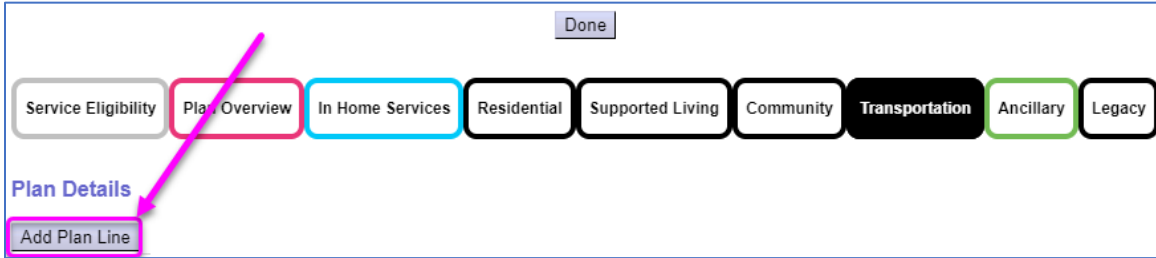 Done
Service Eligibility Plan Overview In Home Services Residential Supported Living Community Transportation Ancillary Legacy
Plan Details
Add Plan Line